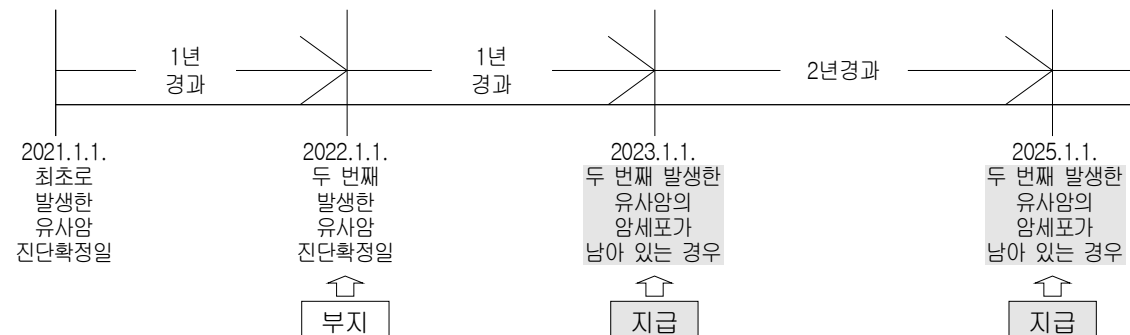 1년
경과
1년
경과
2년경과
2021.1.1.
최초로
발생한
유사암
진단확정일
2022.1.1.
두 번째
발생한
유사암
진단확정일
2023.1.1.
두 번째 발생한
유사암의
암세포가
남아 있는 경우
2025.1.1.
두 번째 발생한
유사암의
암세포가
남아 있는 경우
부지
지급
지급